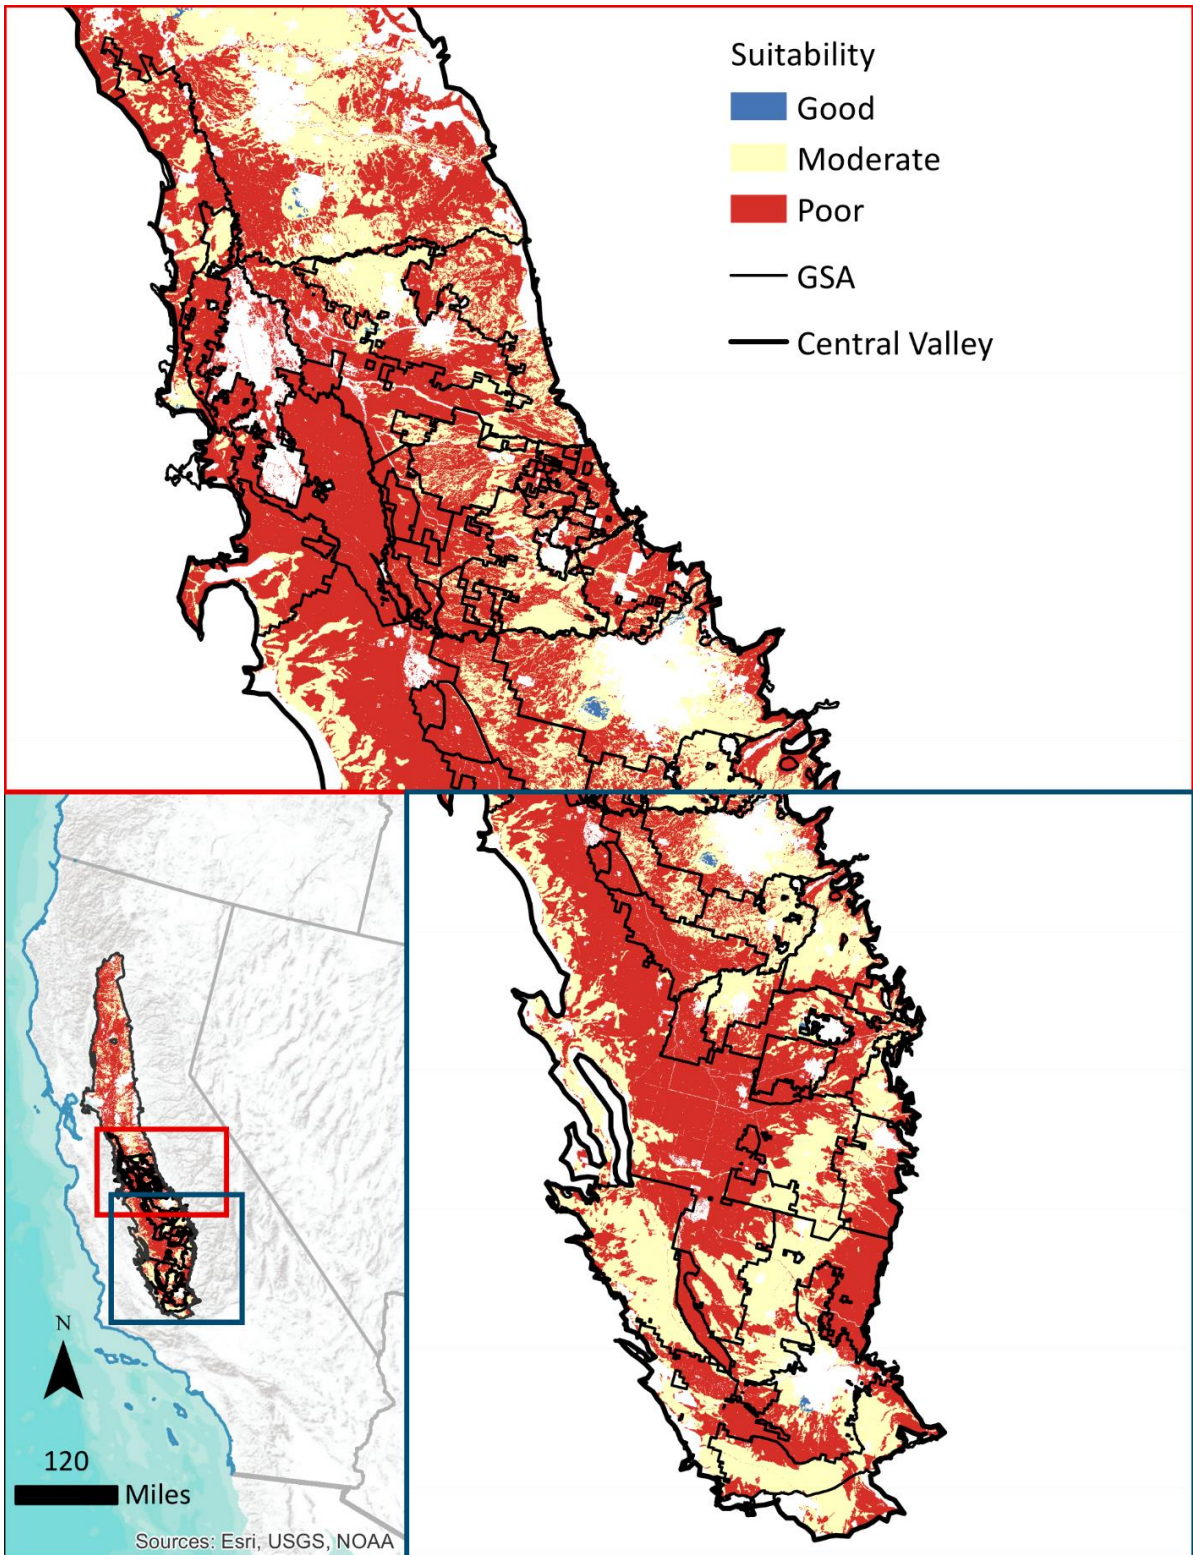 Suitability
Good
Moderate
Poor
GSA
Central Valley
N
120
Miles
Sources: Esri, USGS, NOAA